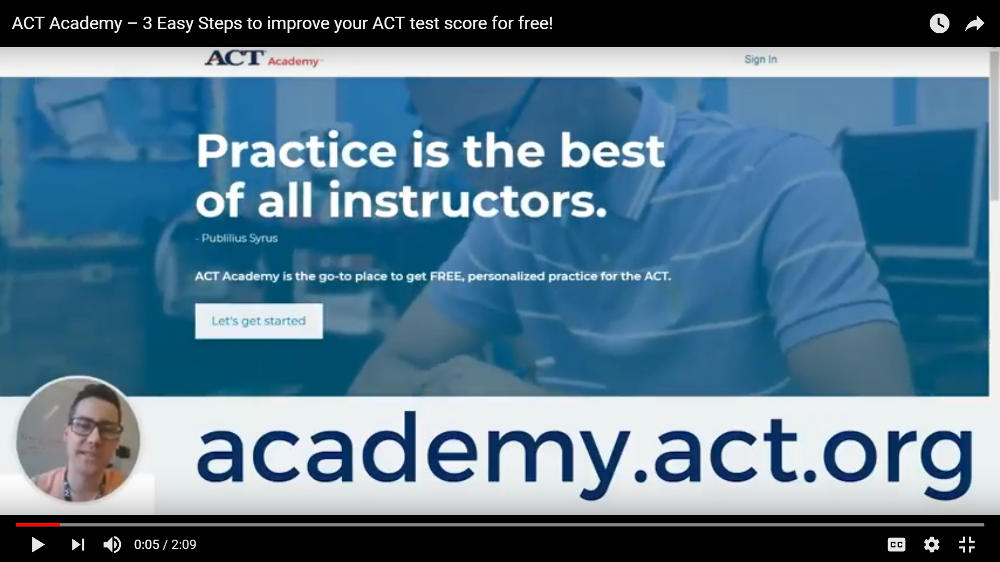 ACT Academy – 3 Easy Steps to improve your ACT test score for free!
ACT Academy
Sign In
Practice is the best
of all instructors.
- Publilius Syrus
ACT Academy is the go-to place to get FREE, personalized practice for the ACT.
Let's get started
academy.act.org
0:05 / 2:09
CC